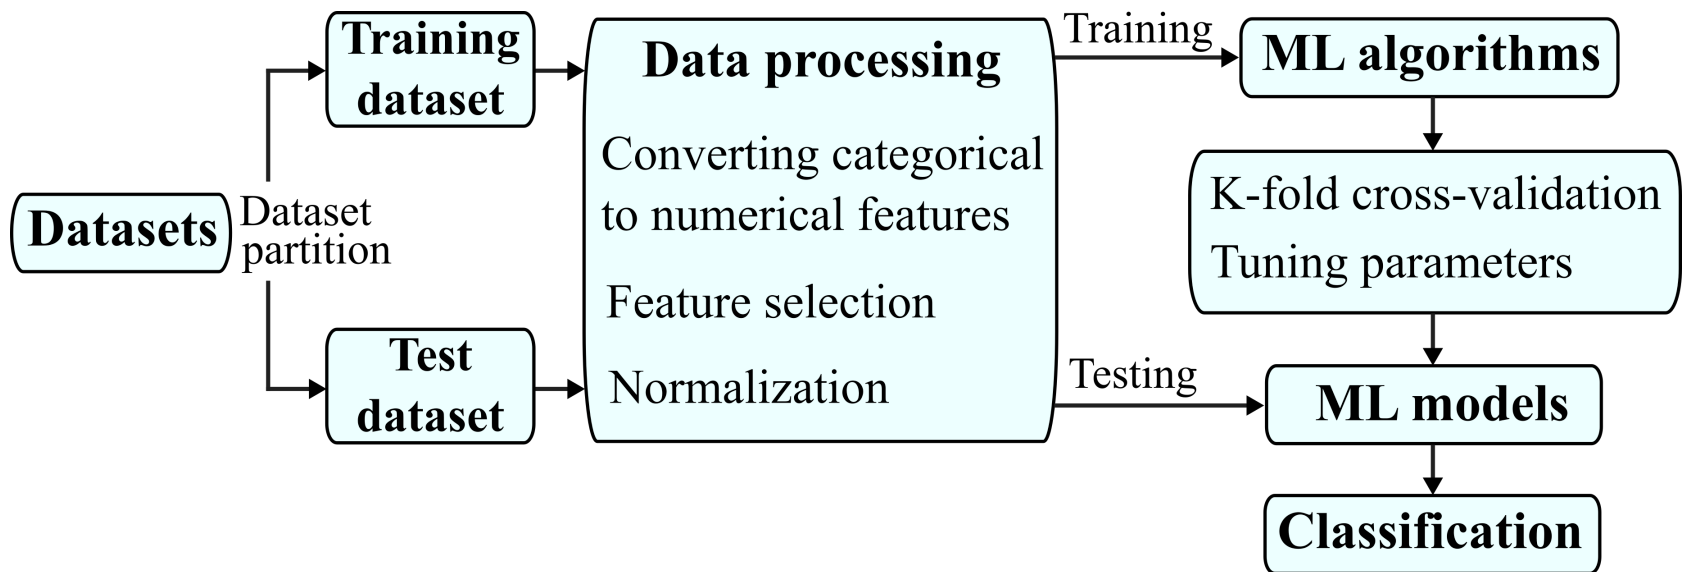 Datasets
Dataset
partition
Training
dataset
Test
dataset
Data processing
Converting categorical
to numerical features
Feature selection
Normalization
Training
Testing
ML algorithms
K-fold cross-validation
Tuning parameters
ML models
Classification